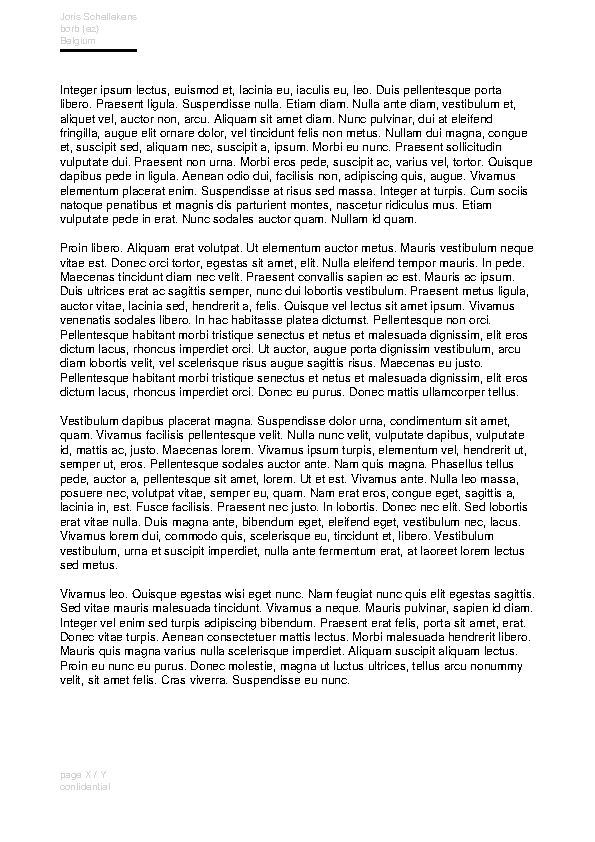 Joris Schellekens
borb (ez)
Belgium
Integer ipsum lectus, euismod et, lacinia eu, iaculis eu, leo. Duis pellentesque porta
libero. Praesent ligula. Suspendisse nulla. Etiam diam. Nulla ante diam, vestibulum et,
aliquet vel, auctor non, arcu. Aliquam sit amet diam. Nunc pulvinar, dui at eleifend
fringilla, augue elit ornare dolor, vel tincidunt felis non metus. Nullam dui magna, congue
et, suscipit sed, aliquam nec, suscipit a, ipsum. Morbi eu nunc. Praesent sollicitudin
vulputate dui. Praesent non urna. Morbi eros pede, suscipit ac, varius vel, tortor. Quisque
dapibus pede in ligula. Aenean odio dui, facilisis non, adipiscing quis, augue. Vivamus
elementum placerat enim. Suspendisse at risus sed massa. Integer at turpis. Cum sociis
natoque penatibus et magnis dis parturient montes, nascetur ridiculus mus. Etiam
vulputate pede in erat. Nunc sodales auctor quam. Nullam id quam.
Proin libero. Aliquam erat volutpat. Ut elementum auctor metus. Mauris vestibulum neque
vitae est. Donec orci tortor, egestas sit amet, elit. Nulla eleifend tempor mauris. In pede.
Maecenas tincidunt diam nec velit. Praesent convallis sapien ac est. Mauris ac ipsum.
Duis ultrices erat ac sagittis semper, nunc dui lobortis vestibulum. Praesent metus ligula,
auctor vitae, lacinia sed, hendrerit a, felis. Quisque vel lectus sit amet ipsum. Vivamus
venenatis sodales libero. In hac habitasse platea dictumst. Pellentesque non orci.
Pellentesque habitant morbi tristique senectus et netus et malesuada dignissim, elit eros
dictum lacus, rhoncus imperdiet orci. Ut auctor, augue porta dignissim vestibulum, arcu
diam lobortis velit, vel scelerisque risus augue sagittis risus. Maecenas eu justo.
Pellentesque habitant morbi tristique senectus et netus et malesuada dignissim, elit eros
dictum lacus, rhoncus imperdiet orci. Donec eu purus. Donec mattis ullamcorper tellus.
Vestibulum dapibus placerat magna. Suspendisse dolor urna, condimentum sit amet,
quam. Vivamus facilisis pellentesque velit. Nulla nunc velit, vulputate dapibus, vulputate
id, mattis ac, justo. Maecenas lorem. Vivamus ipsum turpis, elementum vel, hendrerit ut,
semper ut, eros. Pellentesque sodales auctor ante. Nam quis magna. Phasellus tellus
pede, auctor a, pellentesque sit amet, lorem. Ut et est. Vivamus ante. Nulla leo massa,
posuere nec, volutpat vitae, semper eu, quam. Nam erat eros, congue eget, sagittis a,
lacinia in, est. Fusce facilisis. Praesent nec justo. In lobortis. Donec nec elit. Sed lobortis
erat vitae nulla. Duis magna ante, bibendum eget, eleifend eget, vestibulum nec, lacus.
Vivamus lorem dui, commodo quis, scelerisque eu, tincidunt et, libero. Vestibulum
vestibulum, urna et suscipit imperdiet, nulla ante fermentum erat, at laoreet lorem lectus
sed metus.
Vivamus leo. Quisque egestas wisi eget nunc. Nam feugiat nunc quis elit egestas sagittis.
Sed vitae mauris malesuada tincidunt. Vivamus a neque. Mauris pulvinar, sapien id diam.
Integer vel enim sed turpis adipiscing bibendum. Praesent erat felis, porta sit amet, erat.
Donec vitae turpis. Aenean consectetuer mattis lectus. Morbi malesuada hendrerit libero.
Mauris quis magna varius nulla scelerisque imperdiet. Aliquam suscipit aliquam lectus.
Proin eu nunc eu purus. Donec molestie, magna ut luctus ultrices, tellus arcu nonummy
velit, sit amet felis. Cras viverra. Suspendisse eu nunc.
page X / Y
confidential